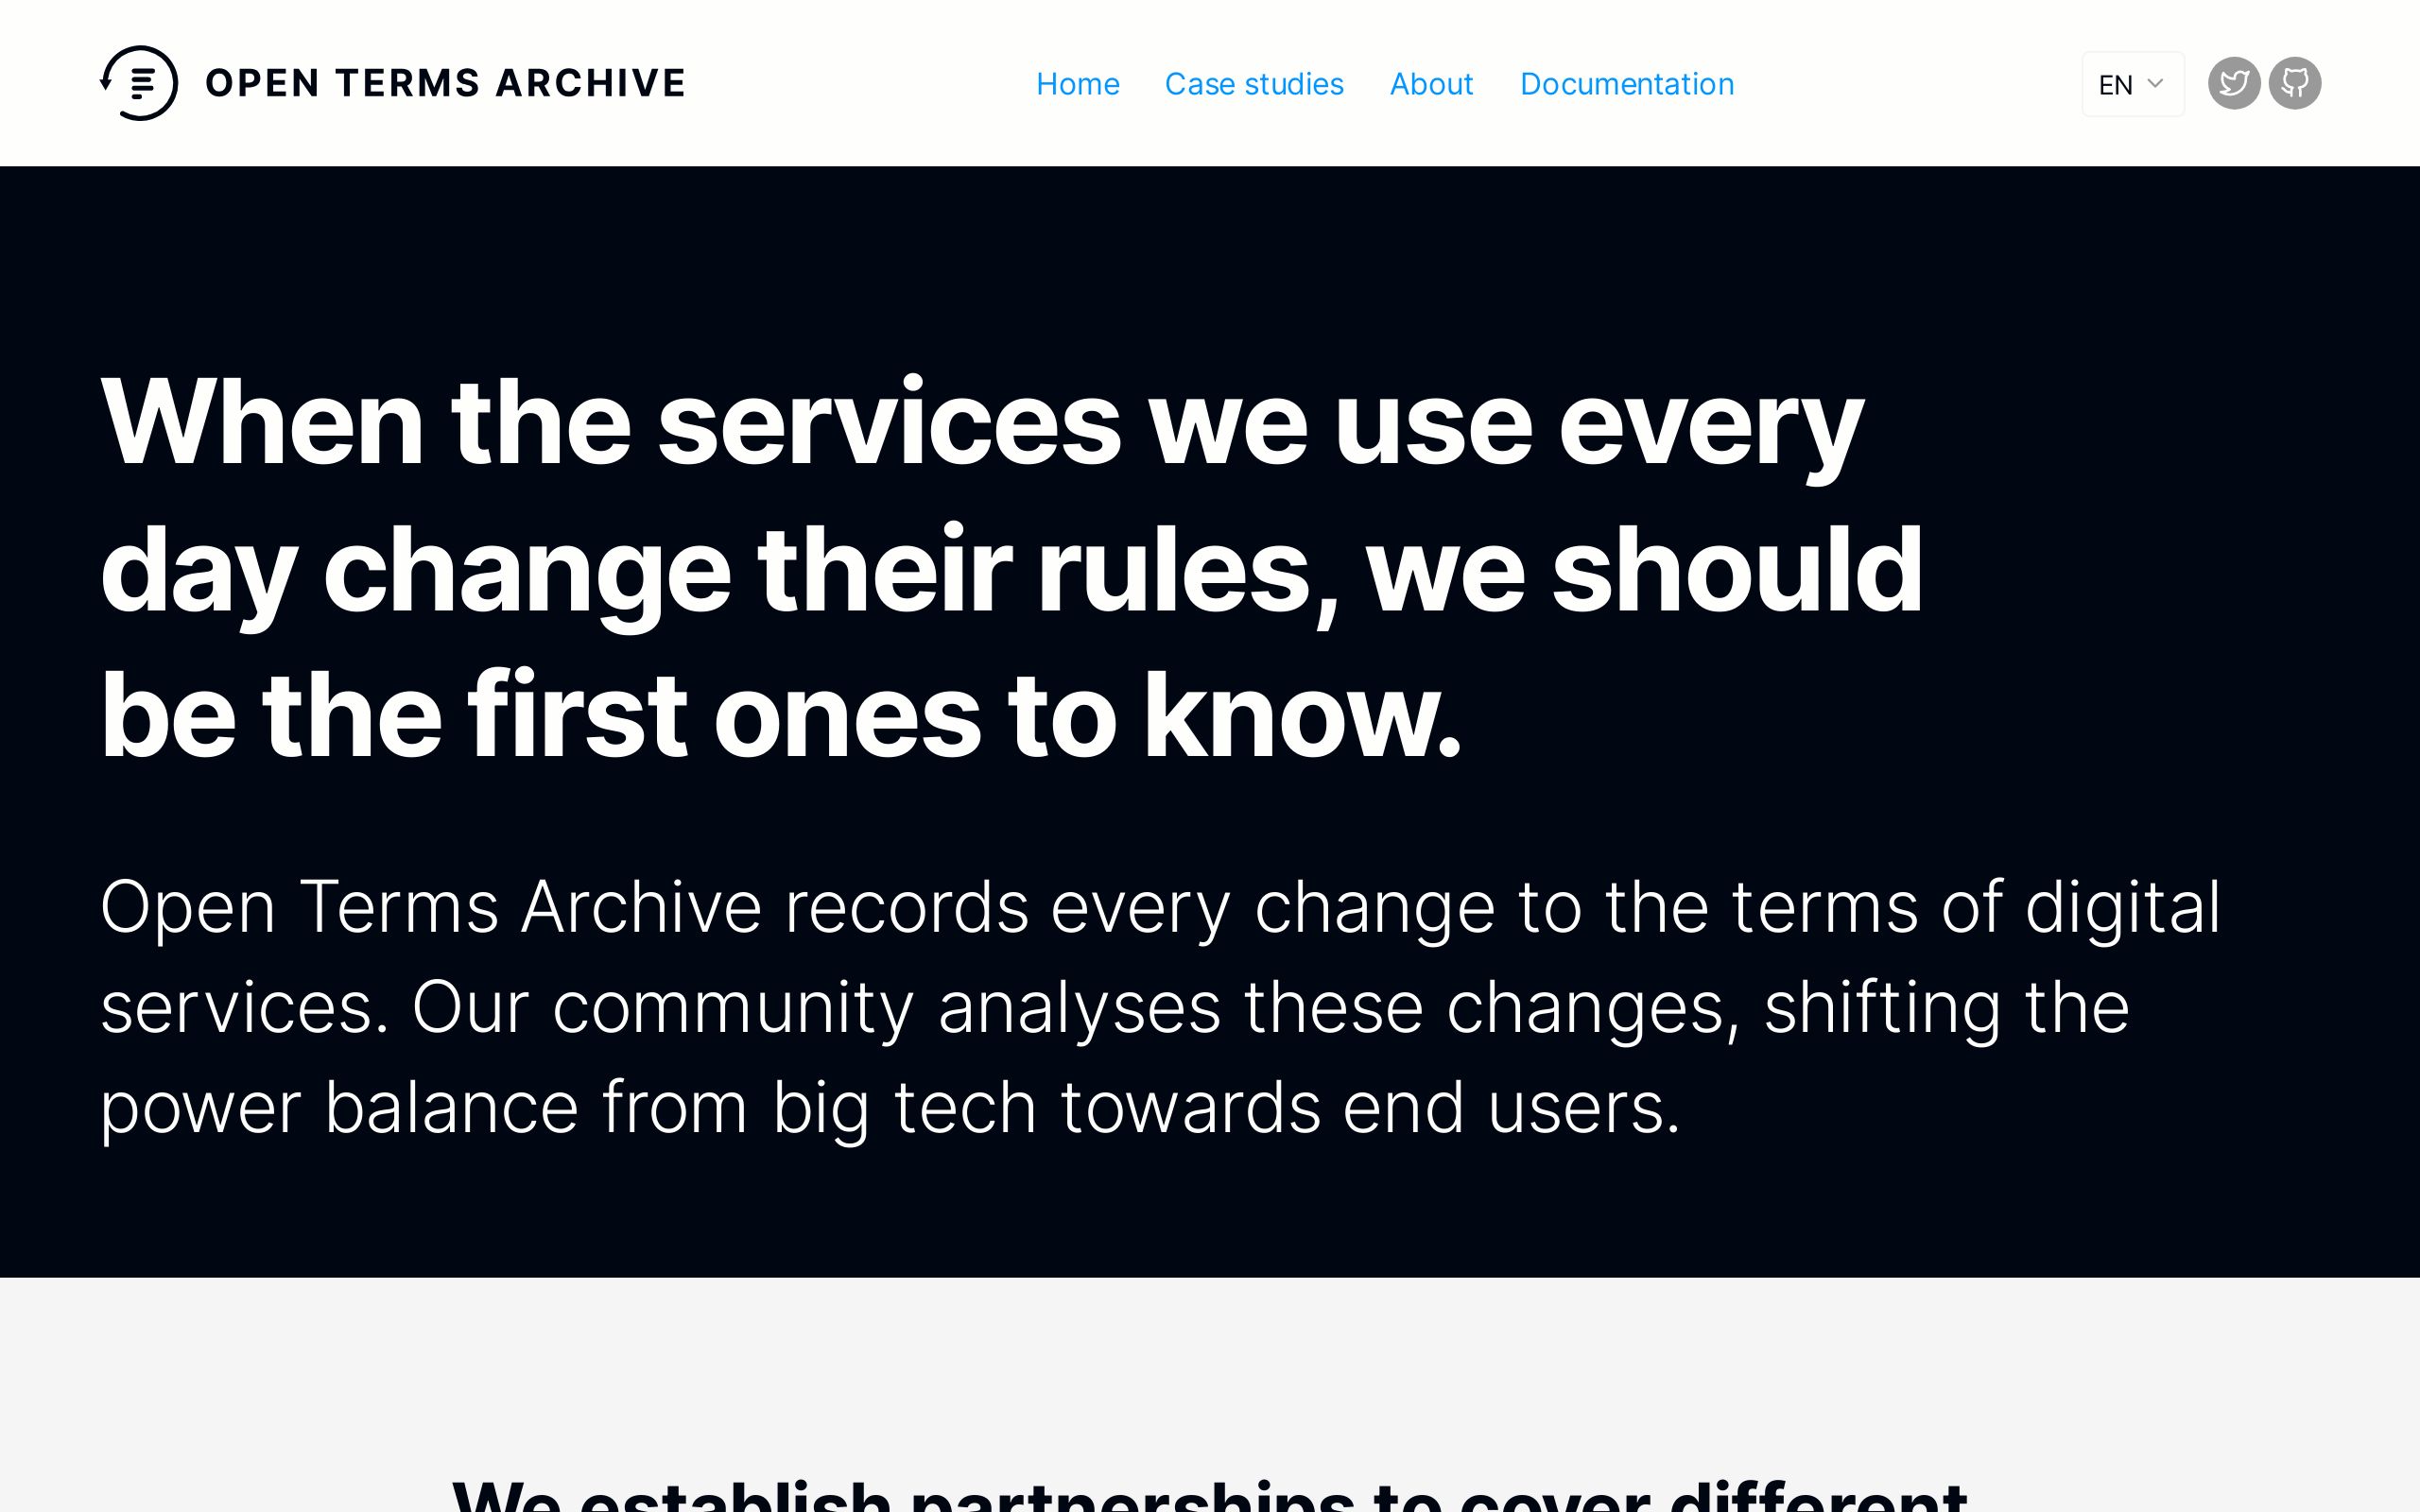 OPEN TERMS ARCHIVE
Home Case studies About Documentation
EN
When the services we use every
day change their rules, we should
be the first ones to know.
Open Terms Archive records every change to the terms of digital
services. Our community analyses these changes, shifting the
power balance from big tech towards end users.
We establish partnerships to cover different